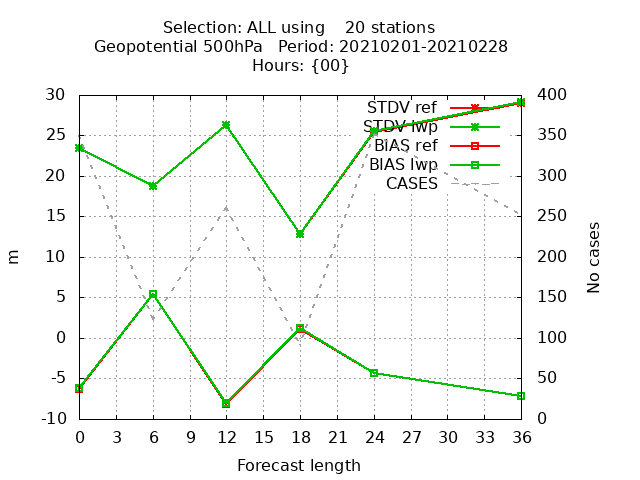 Selection: ALL using    20 stations
Geopotential 500hPa   Period: 20210201-20210228
Hours: {00}
30
25
20
15
10
5
0
-5
-10
m
STDV ref
STDV lwp
BIAS ref
BIAS lwp
CASES
400
350
300
250
200
150
100
50
0
No cases
0 3 6 9 12 15 18 21 24 27 30 33 36
Forecast length